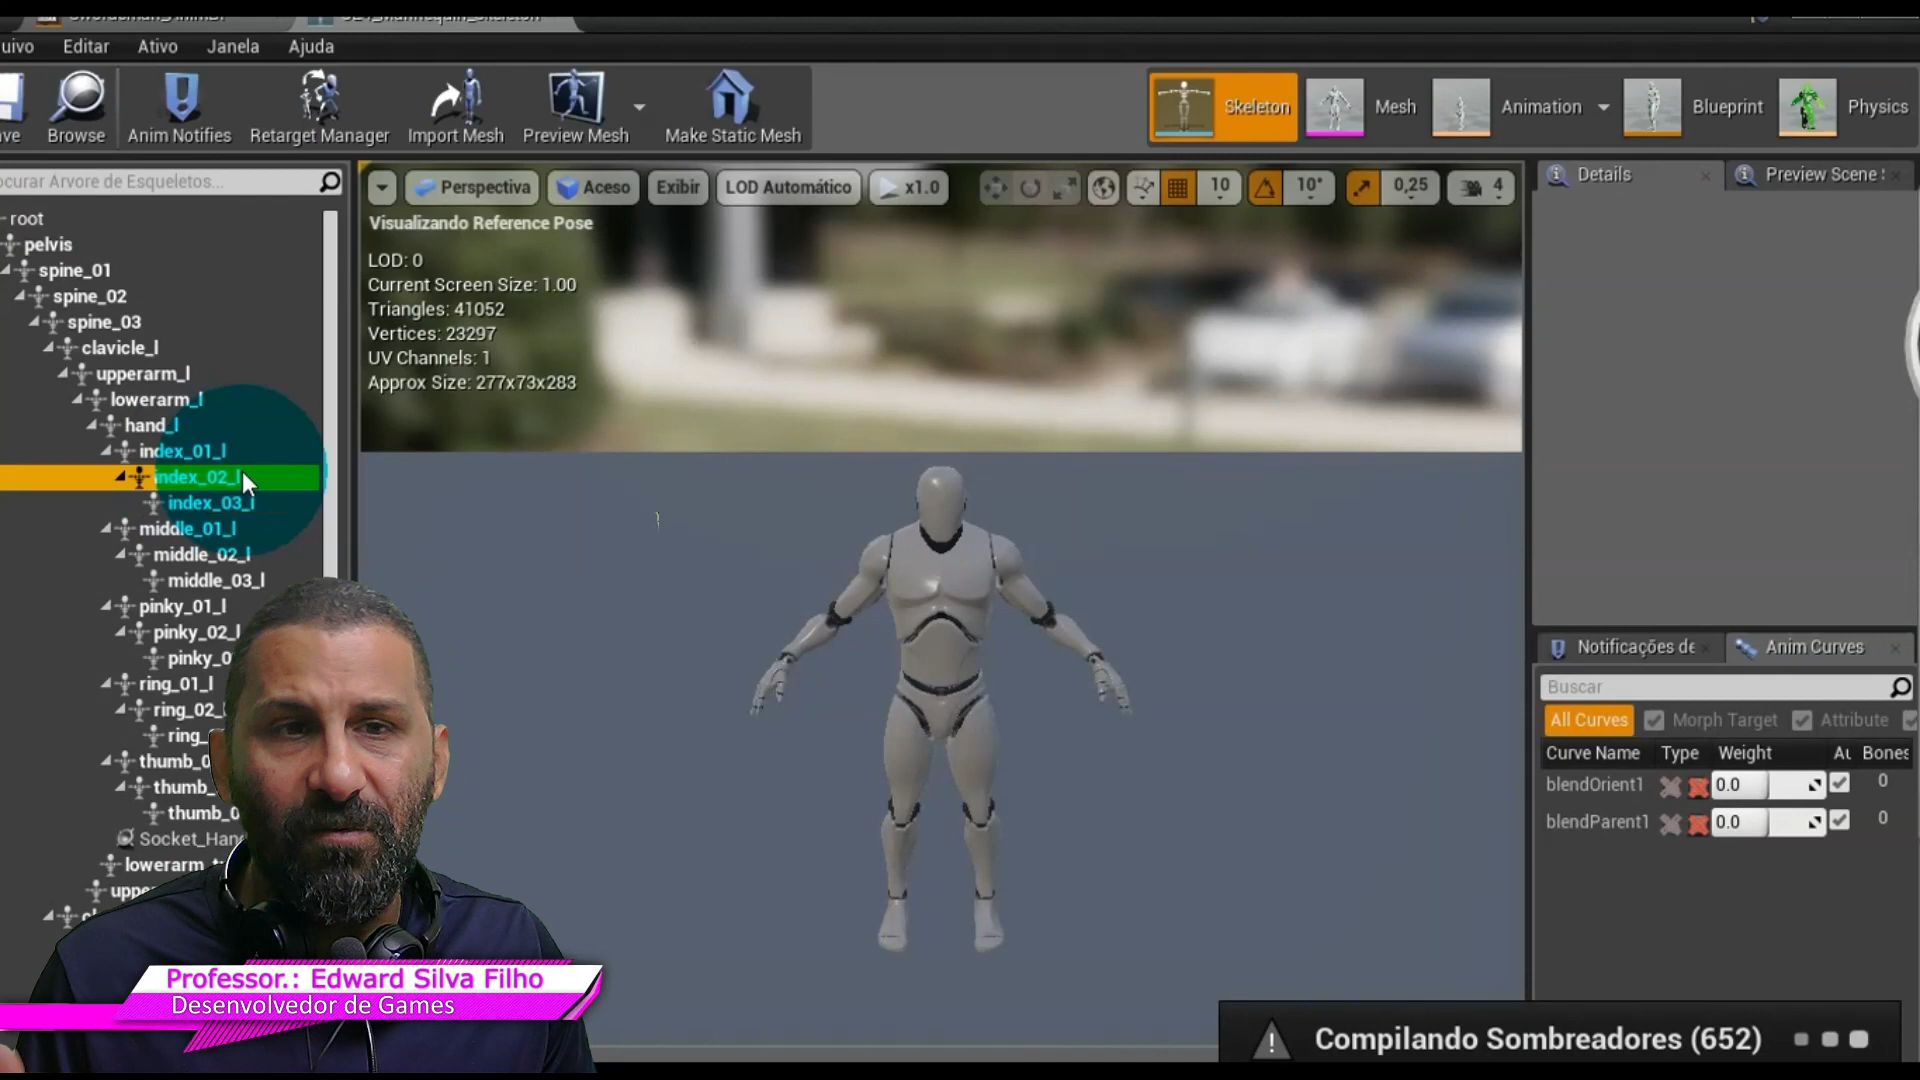 Editar Ativo Janela Ajuda
Browse
Anim Notifies
Retarget Manager
Import Mesh
Preview Mesh
Make Static Mesh
Skeleton
Mesh
Animation
Blueprint
Physics
Arvore de Esqueletos...
root
pelvis
spine_01
spine_02
spine_03
clavicle_l
upperarm_l
lowerarm_l
hand_l
index_01_l
index_02_l
index_03_l
middle_01_l
middle_02_l
middle_03_l
pinky_01_l
pinky_02_l
ring_01_l
Perspectiva
Aceso
Exibir
LOD Automático
x1.0
10
10°
0,25
4
Visualizando Reference Pose
LOD: 0
Current Screen Size: 1.00
Triangles: 41052
Vertices: 23297
UV Channels: 1
Approx Size: 277x73x283
Details
Preview Scene
Notificações de
Anim Curves
Buscar
All Curves
Morph Target
Attribute
Curve Name Type Weight Bones
blendOrient1 0.0 0
blendParent1 0.0 0
Professor.: Edward Silva Filho
Desenvolvedor de Games
Compilando Sombreadores (652)